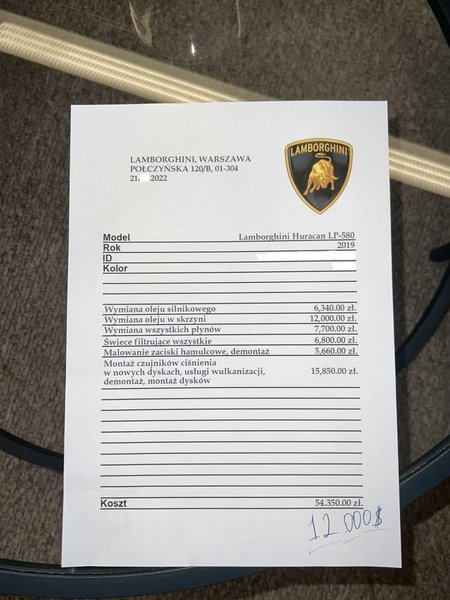 LAMBORGHINI, WARSZAWA
POŁCZYŃSKA 120/B, 01-304
21. 2022
LAMBORGHINI
Model Lamborghini Huracan LP-580
Rok 2019
ID
Kolor
Wymiana oleju silnikowego 6,340.00 zł.
Wymiana oleju w skrzyni 12,000.00 zł.
Wymiana wszystkich płynów 7,700.00 zł.
Świece filtrujące wszystkie 6,800.00 zł.
Malowanie zaciski hamulcowe, demontaż 5,660.00 zł.
Montaż czujników ciśnienia
w nowych dyskach, usługi wulkanizacji, 15,850.00 zł.
demontaż, montaż dysków
Koszt 54.350.00 zł.
12 000$